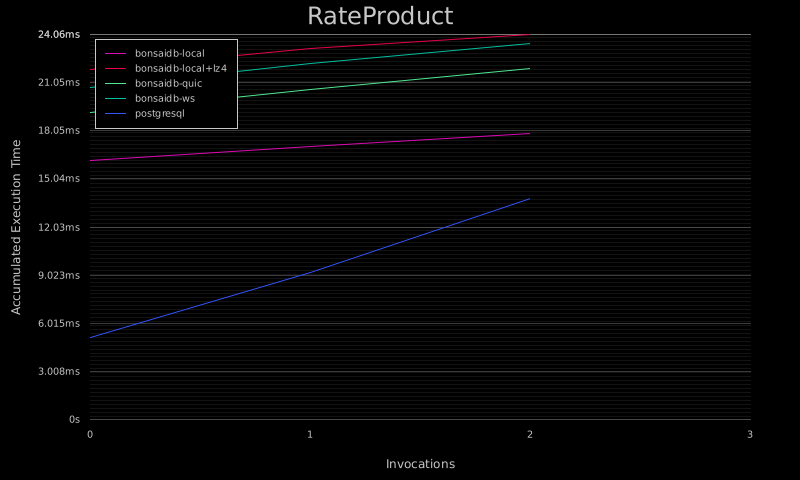 RateProduct
24.06ms
21.05ms
18.05ms
15.04ms
12.03ms
9.023ms
6.015ms
3.008ms
0s
Accumulated Execution Time
bonsaidb-local
bonsaidb-local+lz4
bonsaidb-quic
bonsaidb-ws
postgresql
0 1 2 3
Invocations